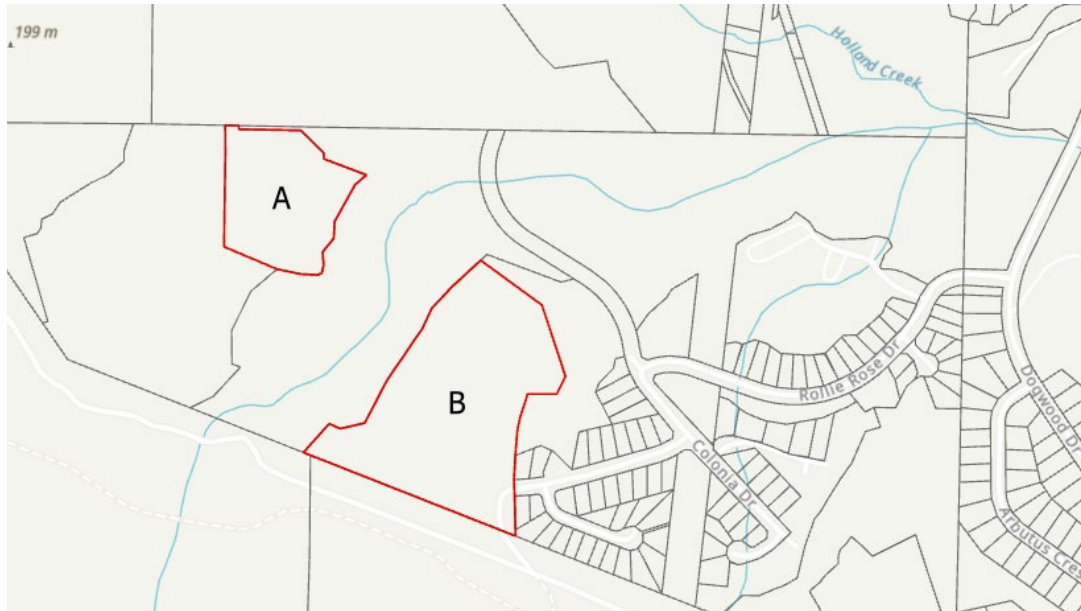 199 m
Holland Creek
A
B
Rollie Rose Dr
Dogwood Dr
Colonia Dr
Arbutus Cres